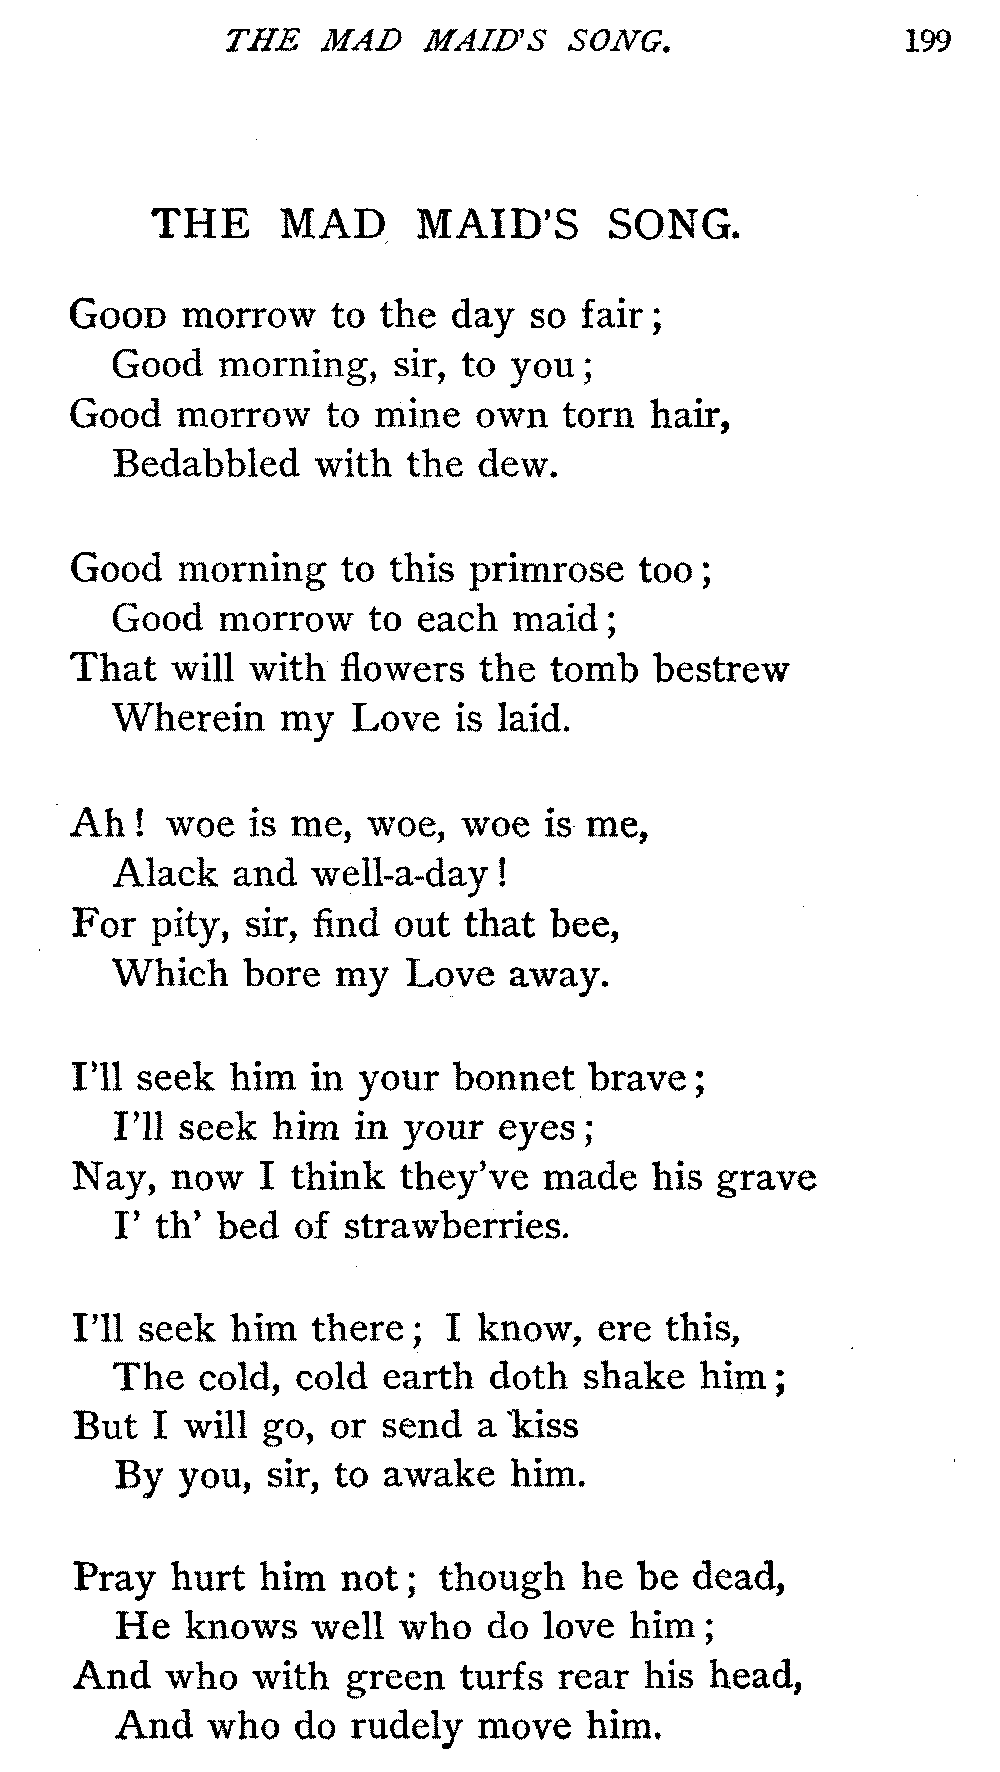 THE MAD MAID'S SONG. 199
THE MAD MAID'S SONG.
GOOD morrow to the day so fair;
Good morning, sir, to you;
Good morrow to mine own torn hair,
Bedabbled with the dew.
Good morning to this primrose too;
Good morrow to each maid;
That will with flowers the tomb bestrew
Wherein my Love is laid.
Ah! woe is me, woe, woe is me,
Alack and well-a-day!
For pity, sir, find out that bee,
Which bore my Love away.
I'll seek him in your bonnet brave;
I'll seek him in your eyes;
Nay, now I think they've made his grave
I' th' bed of strawberries.
I'll seek him there; I know, ere this,
The cold, cold earth doth shake him;
But I will go, or send a kiss
By you, sir, to awake him.
Pray hurt him not; though he be dead,
He knows well who do love him;
And who with green turfs rear his head,
And who do rudely move him.